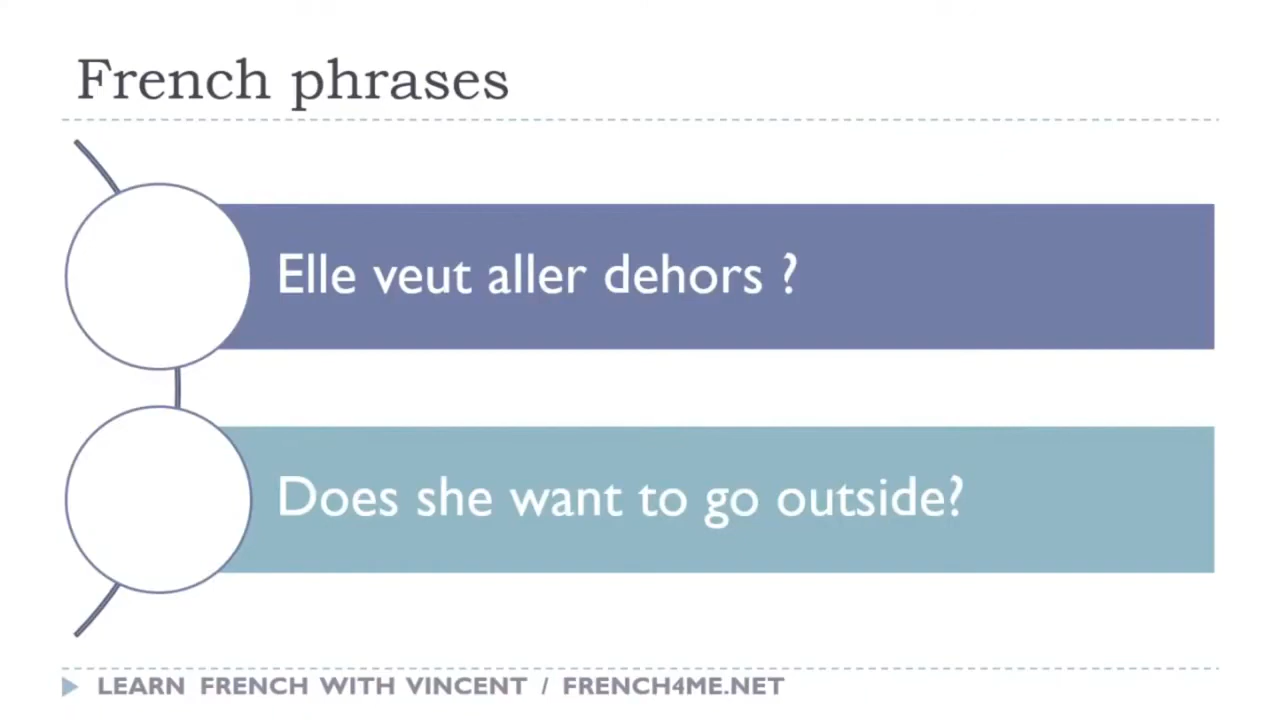 French phrases
Elle veut aller dehors ?
Does she want to go outside?
LEARN FRENCH WITH VINCENT / FRENCH4ME.NET